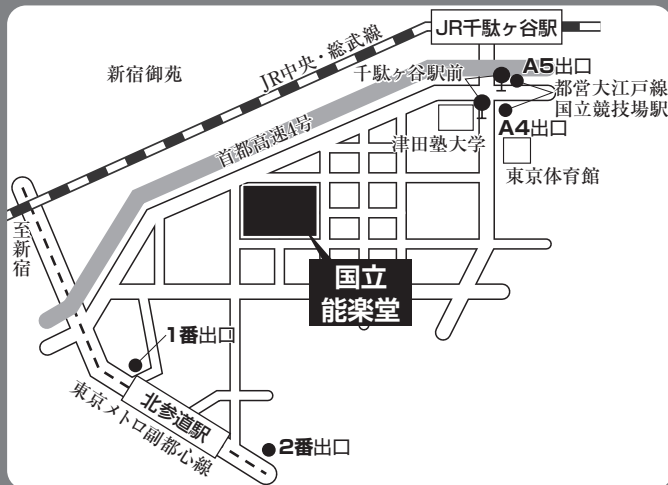 JR千駄ヶ谷駅
新宿御苑
JR中央・総武線
千駄ヶ谷駅前
A5出口
都営大江戸線
国立競技場駅
A4出口
津田塾大学
東京体育館
首都高速4号
至新宿
国立
能楽堂
1番出口
北参道駅
東京メトロ副都心線
2番出口